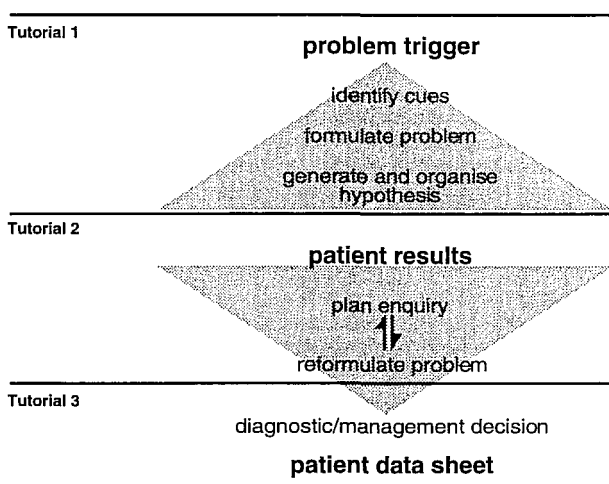 Tutorial 1
problem trigger
identify cues
formulate problem
generate and organise
hypothesis
Tutorial 2
patient results
plan enquiry
reformulate problem
Tutorial 3
diagnostic/management decision
patient data sheet